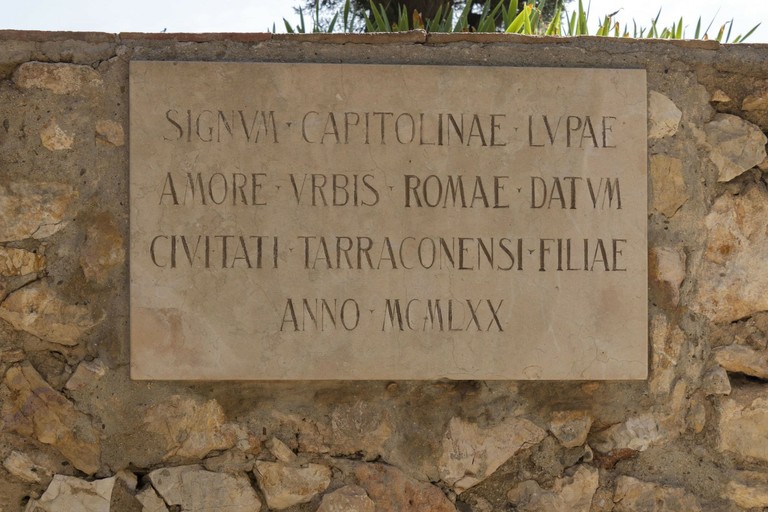 SIGNVM · CAPITOLINAE · LVPAE
AMORE · VRBIS · ROMAE · DATVM
CIVITATI · TARRACONENSI · FILIAE
ANNO · MCMLXX